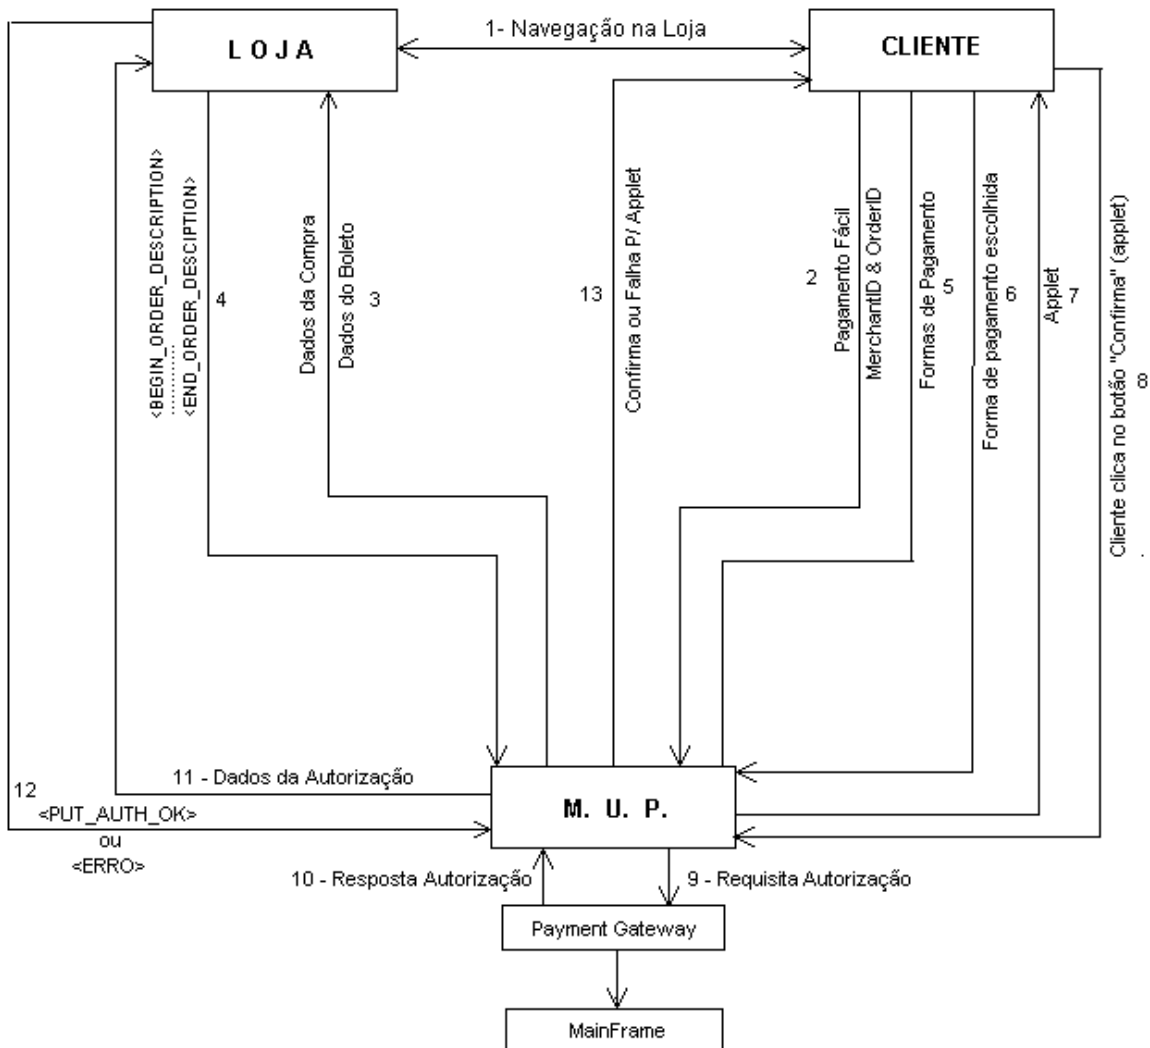 1- Navegação na Loja
L O J A
CLIENTE
<BEGIN_ORDER_DESCRIPTION>
..........
<END_ORDER_DESCIPTION>
4
Dados da Compra
Dados do Boleto
3
13
Confirma ou Falha P/ Applet
2
Pagamento Fácil
MerchantID & OrderID
Formas de Pagamento
5
Forma de pagamento escolhida
6
Applet
7
Cliente clica no botão "Confirma" (applet)
8
.
11 - Dados da Autorização
12
<PUT_AUTH_OK>
ou
<ERRO>
M. U. P.
10 - Resposta Autorização
9 - Requisita Autorização
Payment Gateway
MainFrame